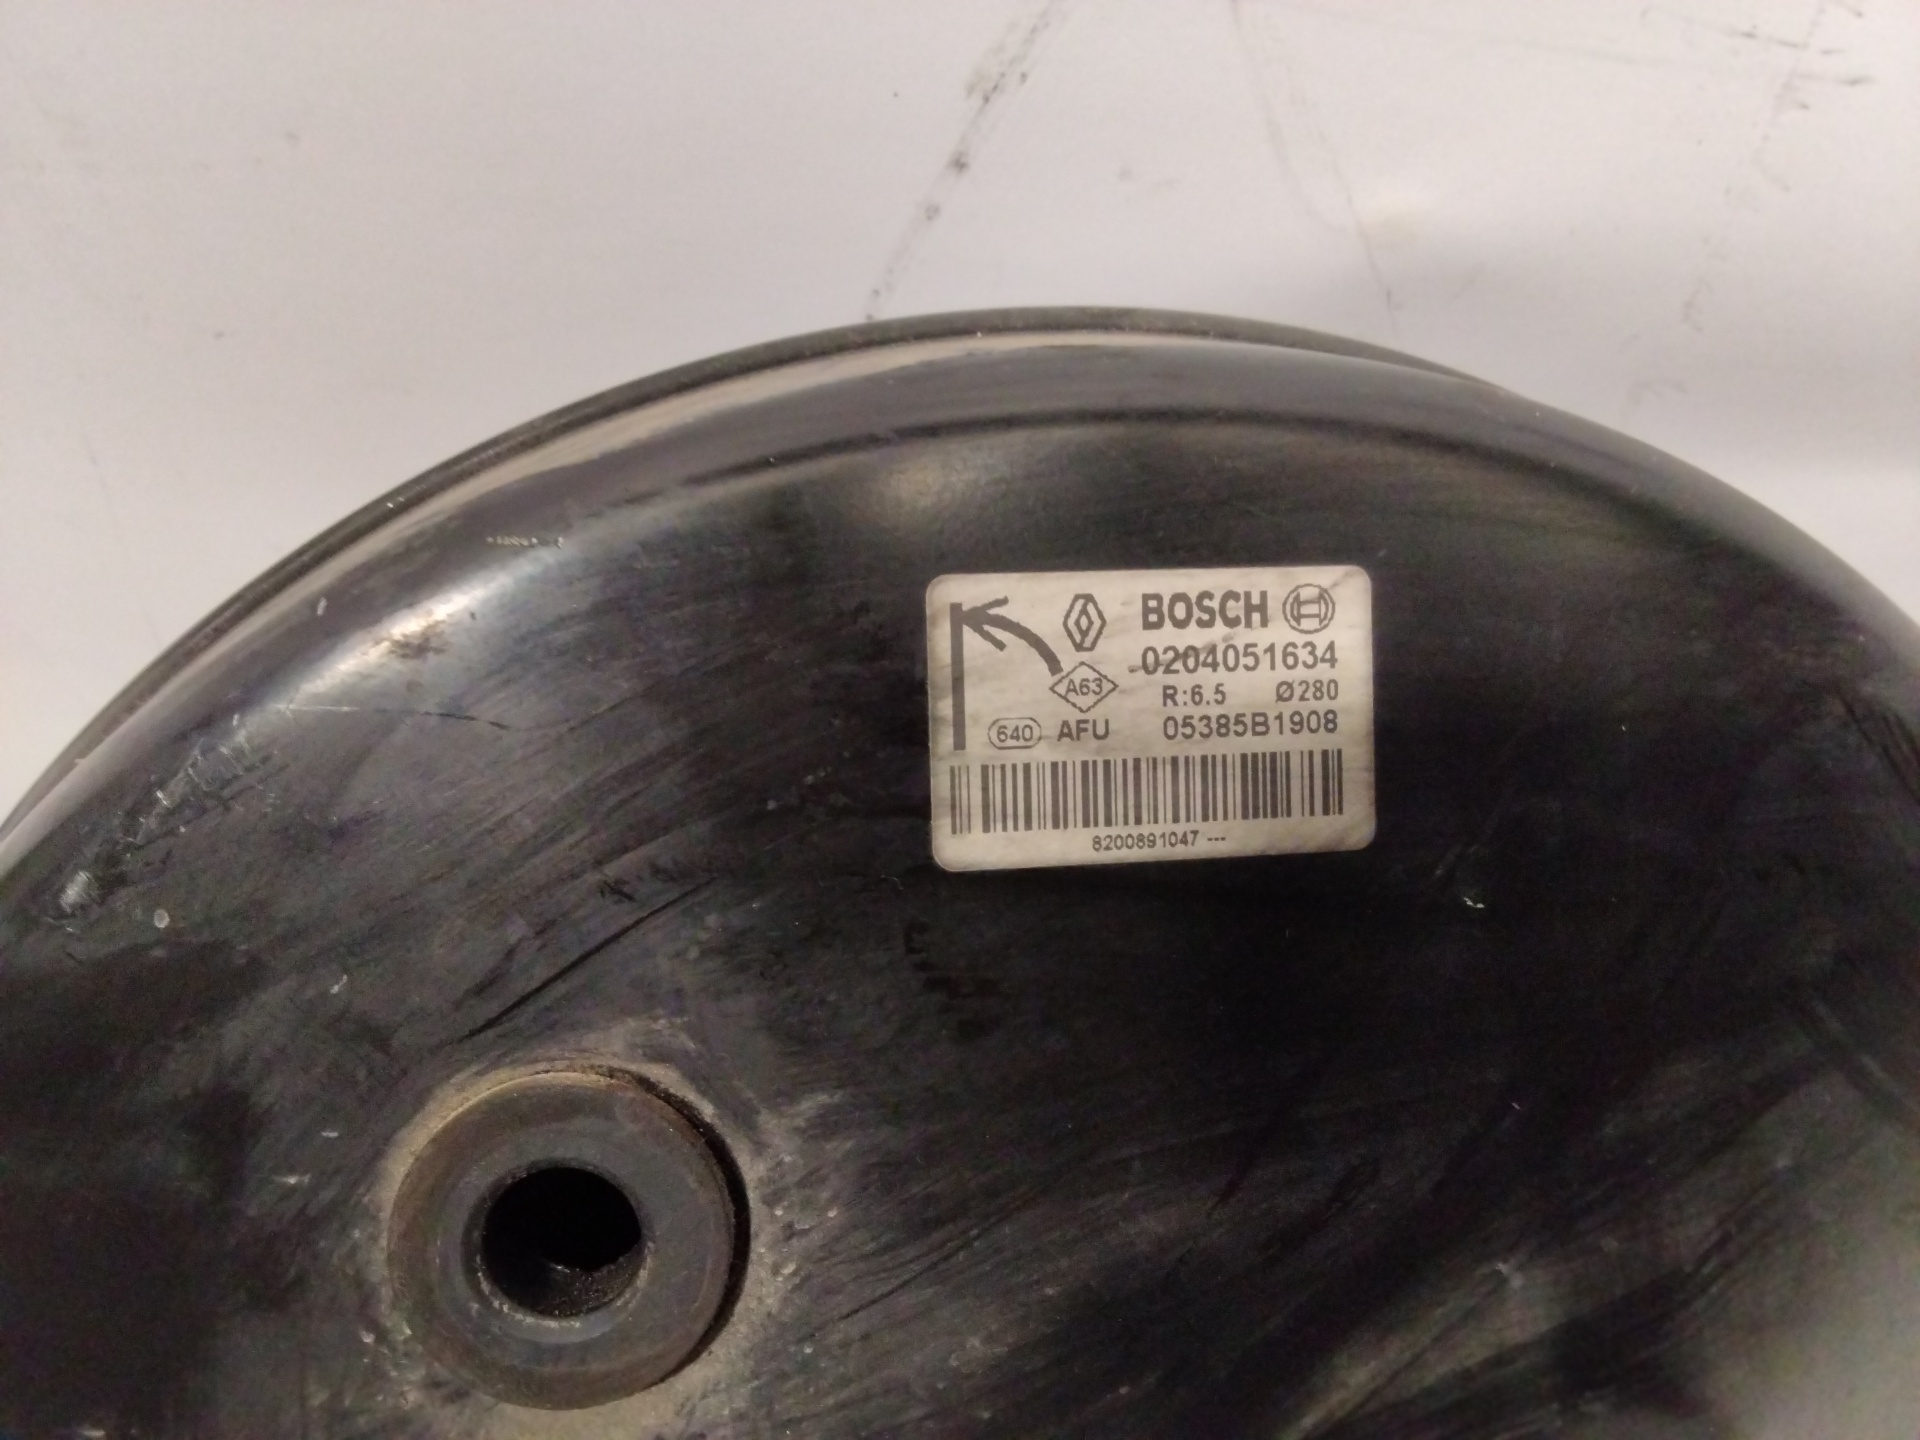 BOSCH
0204051634
A63
R:6.5 Ø280
640 AFU 05385B1908
8200891047 ---